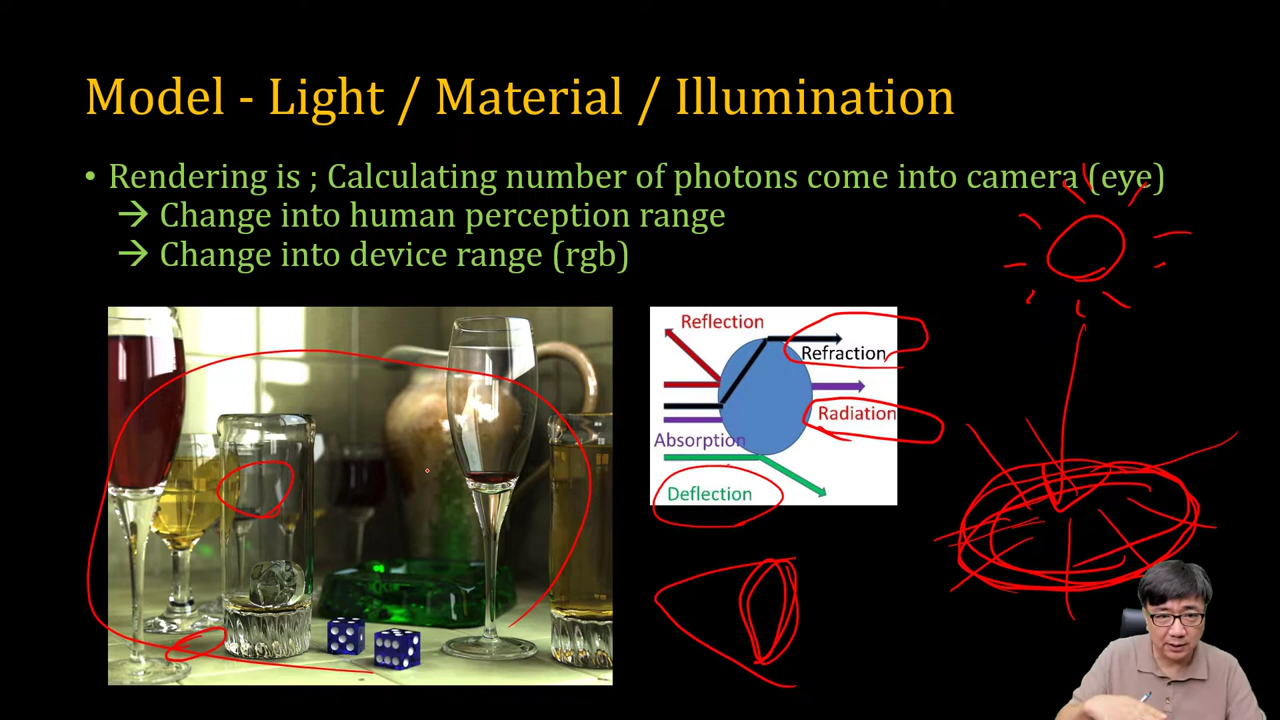 Model - Light / Material / Illumination
• Rendering is ; Calculating number of photons come into camera (eye)
→ Change into human perception range
→ Change into device range (rgb)
Reflection
Refraction
Radiation
Absorption
Deflection